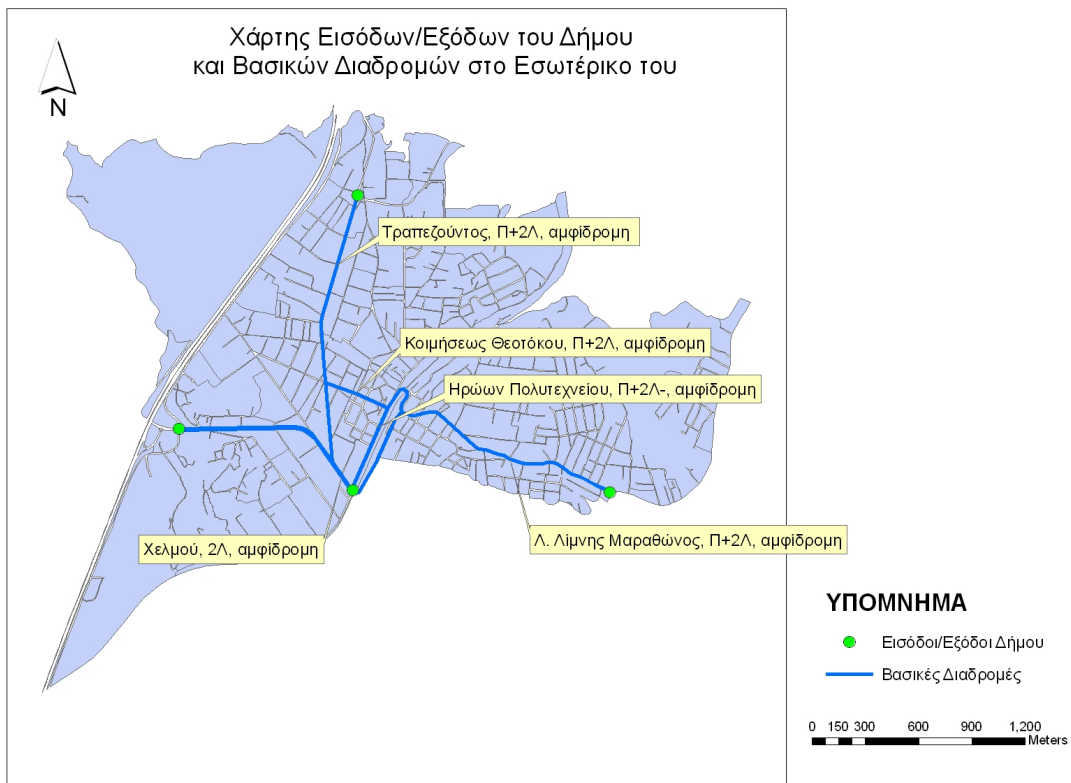 Χάρτης Εισόδων/Εξόδων του Δήμου
και Βασικών Διαδρομών στο Εσωτέρικο του
N
Τραπεζούντος, Π+2Λ, αμφίδρομη
Κοιμήσεως Θεοτόκου, Π+2Λ, αμφίδρομη
Ηρώων Πολυτεχνείου, Π+2Λ-, αμφίδρομη
Χελμού, 2Λ, αμφίδρομη
Λ. Λίμνης Μαραθώνος, Π+2Λ, αμφίδρομη
ΥΠΟΜΝΗΜΑ
Εισόδοι/Εξόδοι Δήμου
Βασικές Διαδρομές
0 150 300 600 900 1,200
Meters